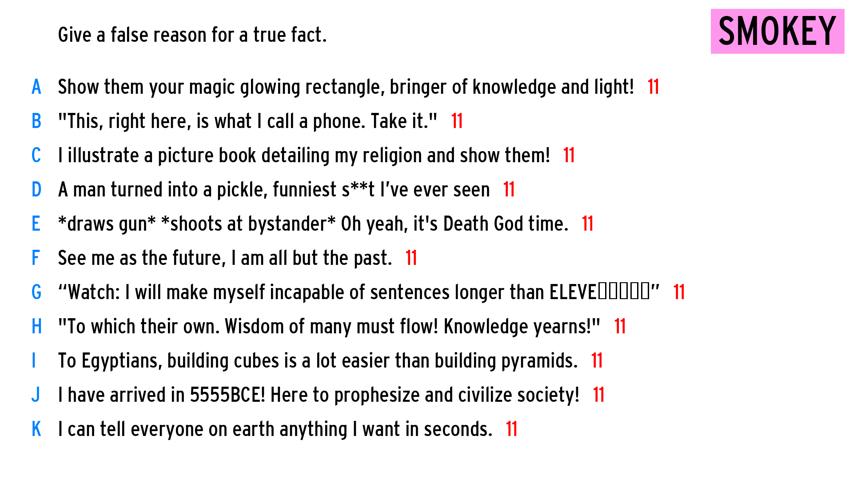 Give a false reason for a true fact.
SMOKEY
A Show them your magic glowing rectangle, bringer of knowledge and light! 11
B "This, right here, is what I call a phone. Take it." 11
C I illustrate a picture book detailing my religion and show them! 11
D A man turned into a pickle, funniest s**t I've ever seen 11
E *draws gun* *shoots at bystander* Oh yeah, it's Death God time. 11
F See me as the future, I am all but the past. 11
G “Watch: I will make myself incapable of sentences longer than ELEVE▯▯▯▯▯” 11
H "To which their own. Wisdom of many must flow! Knowledge yearns!" 11
I To Egyptians, building cubes is a lot easier than building pyramids. 11
J I have arrived in 5555BCE! Here to prophesize and civilize society! 11
K I can tell everyone on earth anything I want in seconds. 11